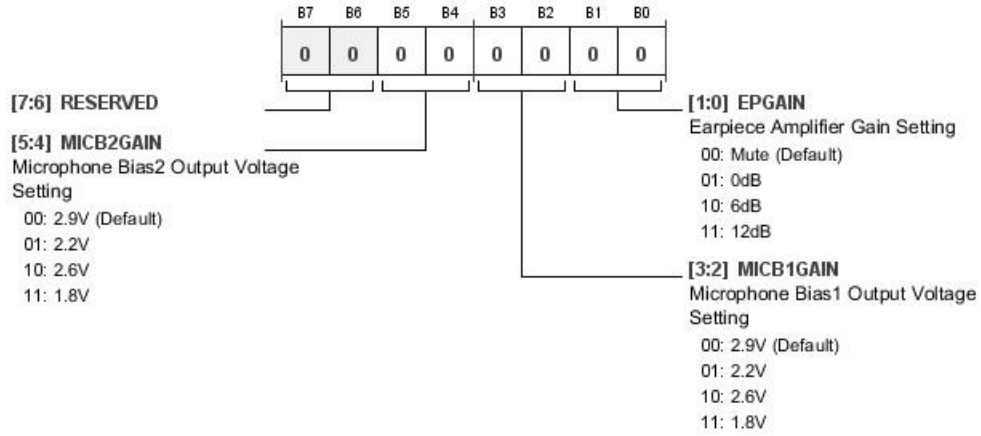 B7 B6 B5 B4 B3 B2 B1 B0
0 0 0 0 0 0 0 0
[7:6] RESERVED
[5:4] MICB2GAIN
Microphone Bias2 Output Voltage
Setting
00: 2.9V (Default)
01: 2.2V
10: 2.6V
11: 1.8V
[1:0] EPGAIN
Earpiece Amplifier Gain Setting
00: Mute (Default)
01: 0dB
10: 6dB
11: 12dB
[3:2] MICB1GAIN
Microphone Bias1 Output Voltage
Setting
00: 2.9V (Default)
01: 2.2V
10: 2.6V
11: 1.8V